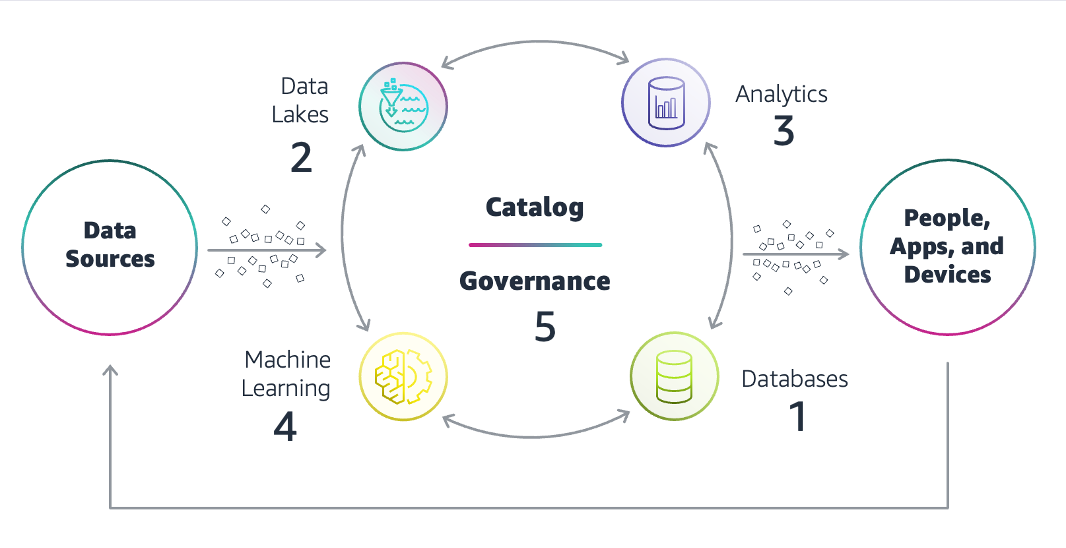 Data
Sources
Data
Lakes
2
Analytics
3
Catalog
Governance
5
Machine
Learning
4
Databases
1
People,
Apps, and
Devices